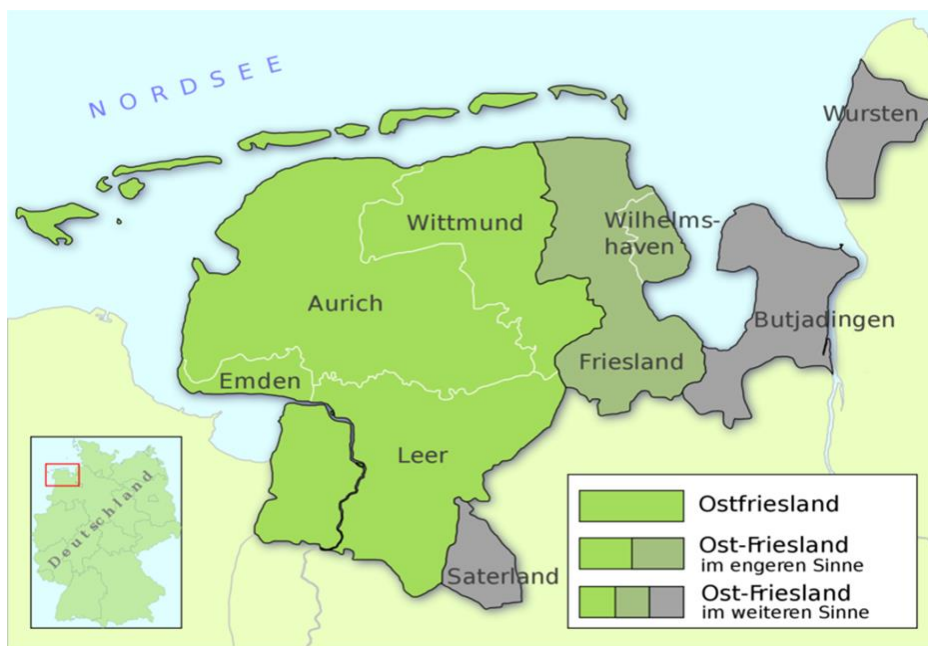 NORDSEE
Wursten
Wittmund
Wilhelms-
haven
Aurich
Butjadingen
Friesland
Emden
Leer
Saterland
Deutschland
Ostfriesland
Ost-Friesland
im engeren Sinne
Ost-Friesland
im weiteren Sinne